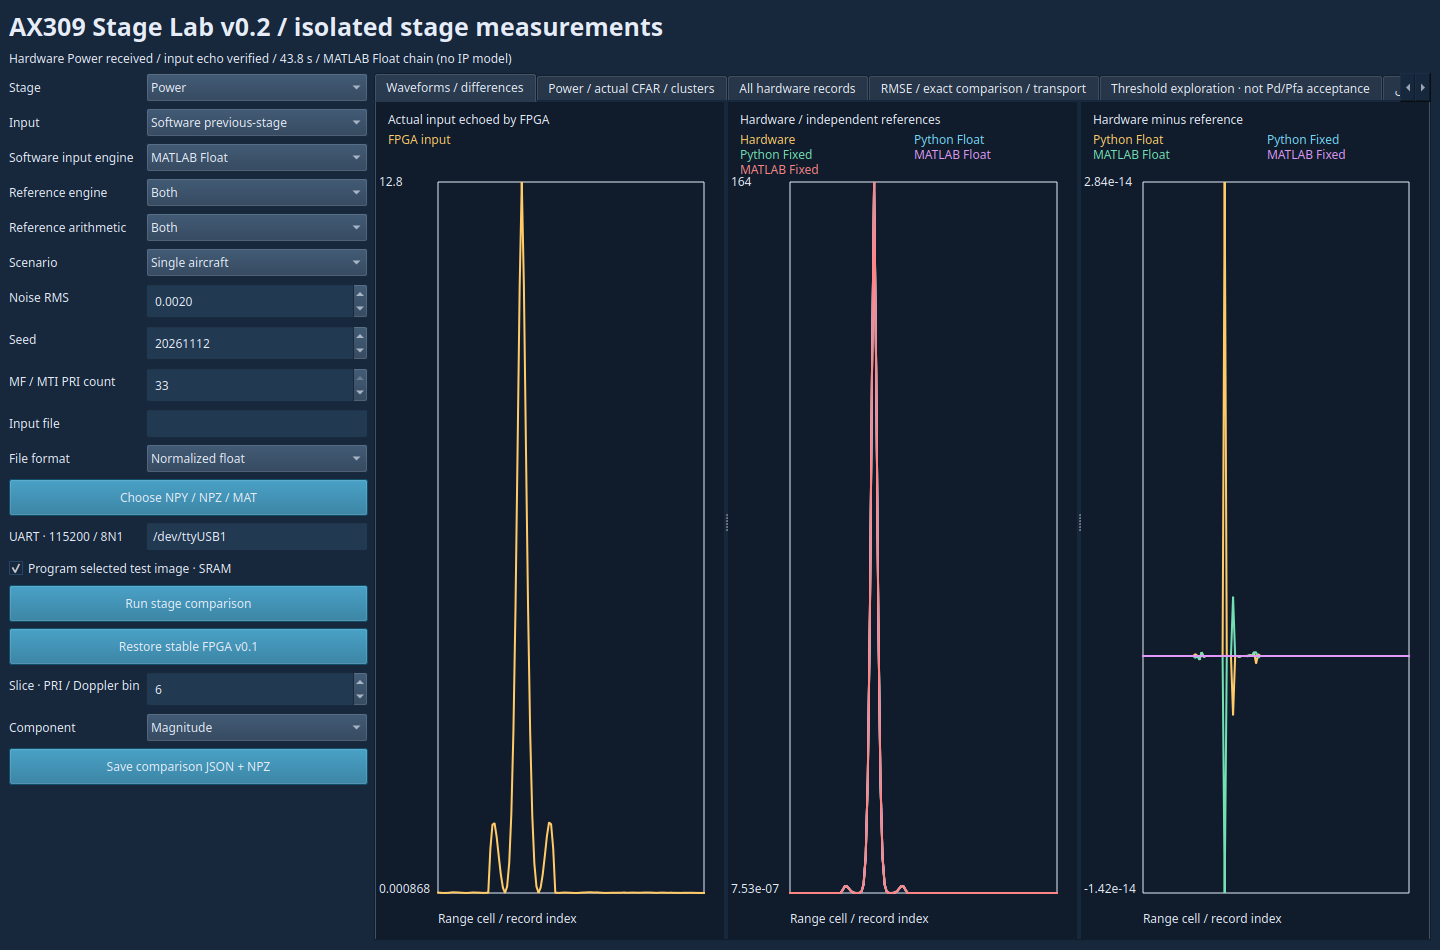 AX309 Stage Lab v0.2 / isolated stage measurements
Hardware Power received / input echo verified / 43.8 s / MATLAB Float chain (no IP model)
Stage Power
Input Software previous-stage
Software input engine MATLAB Float
Reference engine Both
Reference arithmetic Both
Scenario Single aircraft
Noise RMS 0.0020
Seed 20261112
MF / MTI PRI count 33
Input file
File format Normalized float
Choose NPY / NPZ / MAT
UART · 115200 / 8N1 /dev/ttyUSB1
Program selected test image · SRAM
Run stage comparison
Restore stable FPGA v0.1
Slice · PRI / Doppler bin 6
Component Magnitude
Save comparison JSON + NPZ
Waveforms / differences Power / actual CFAR / clusters All hardware records RMSE / exact comparison / transport Threshold exploration · not Pd/Pfa acceptance
Actual input echoed by FPGA
FPGA input
12.8
0.000868
Range cell / record index
Hardware / independent references
Hardware Python Float
Python Fixed MATLAB Float
MATLAB Fixed
164
7.53e-07
Range cell / record index
Hardware minus reference
Python Float Python Fixed
MATLAB Float MATLAB Fixed
2.84e-14
-1.42e-14
Range cell / record index